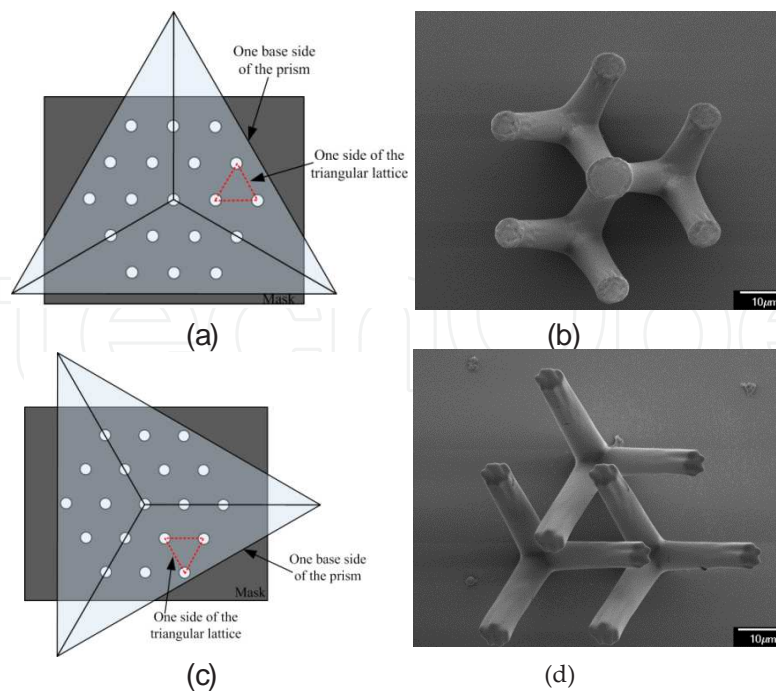 One base side
of the prism
One side of the
triangular lattice
Mask
(a)
10μm
(b)
One base side
of the prism
Mask
One side of the
triangular lattice
(c)
10μm
(d)